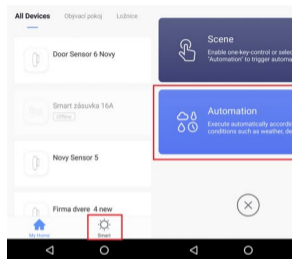 All Devices Obývací pokoj Ložnice
Door Sensor 6 Novy
Smart zásuvka 16A
Offline
Novy Sensor 5
Firma dvere 4 new
My Home Smart
Scene
Enable one-key-control or selec
"Automation" to trigger automa
Automation
Execute automatically accordi
conditions such as weather, de